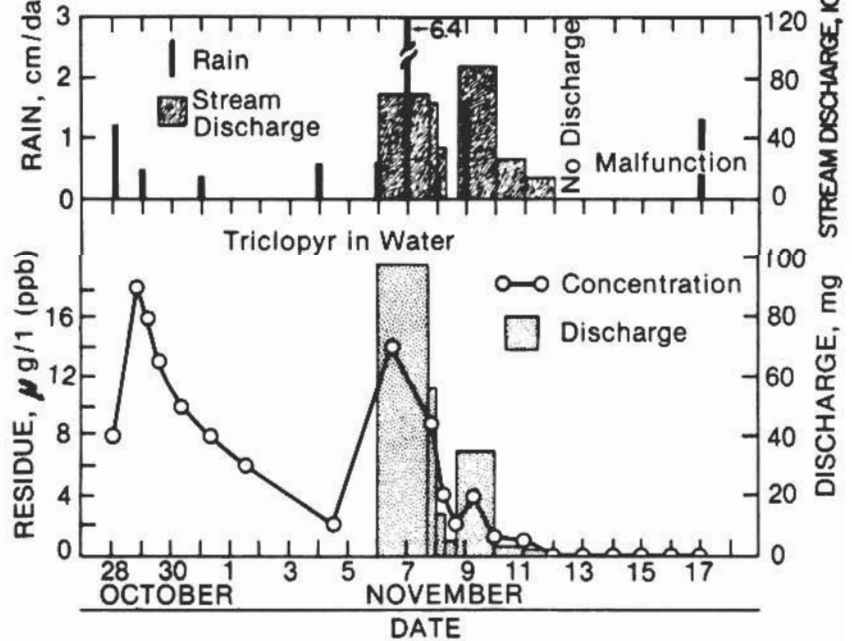 RAIN, cm/da
3
2
1
0
6.4
Rain
Stream
Discharge
No Discharge
Malfunction
120
80
40
0
STREAM DISCHARGE,
Triclopyr in Water
RESIDUE, μg/1 (ppb)
16
12
8
4
0
Concentration
Discharge
100
80
60
40
20
0
DISCHARGE, mg
28 30 1 3 5 7 9 11 13 15 17
OCTOBER NOVEMBER
DATE